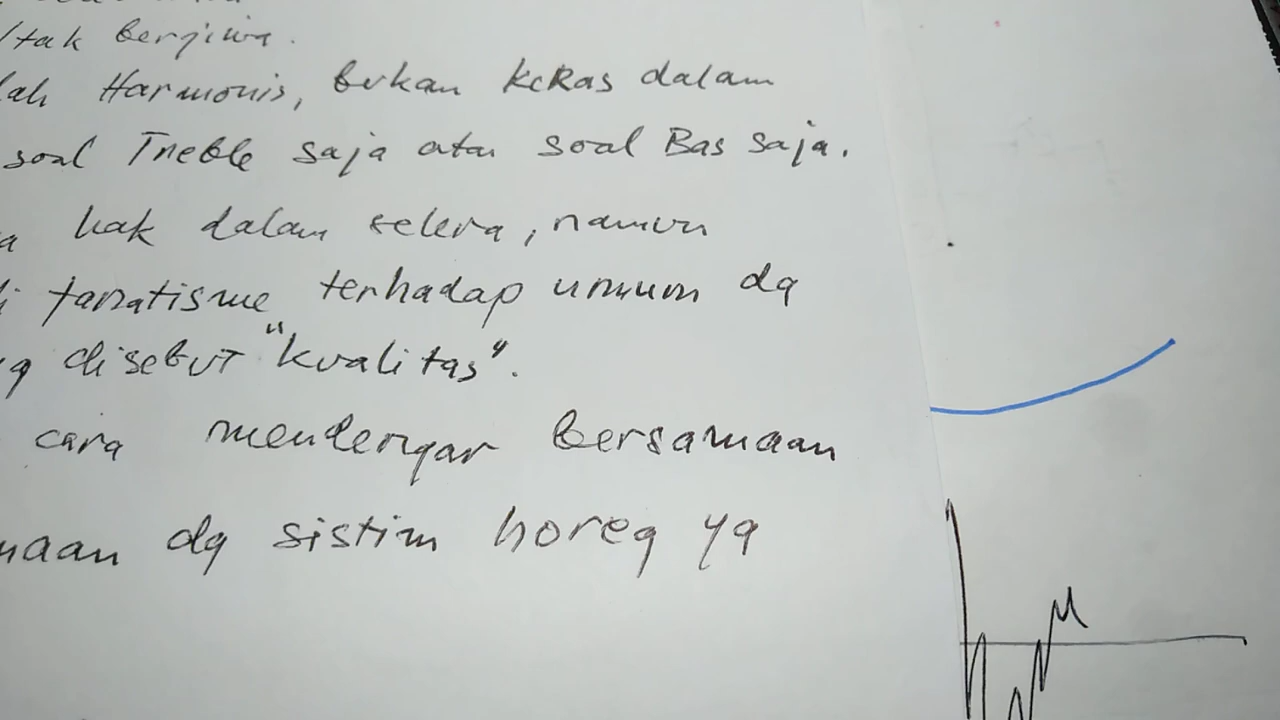 /tak berjiwa.
lah Harmonis, bukan keras dalam
soal Treble saja atau soal Bas saja.
a hak dalam selera, namun
i fanatisme terhadap umum dg
g disebut "kualitas".
cara mendengar bersamaan
maan dg sistim horeg yg